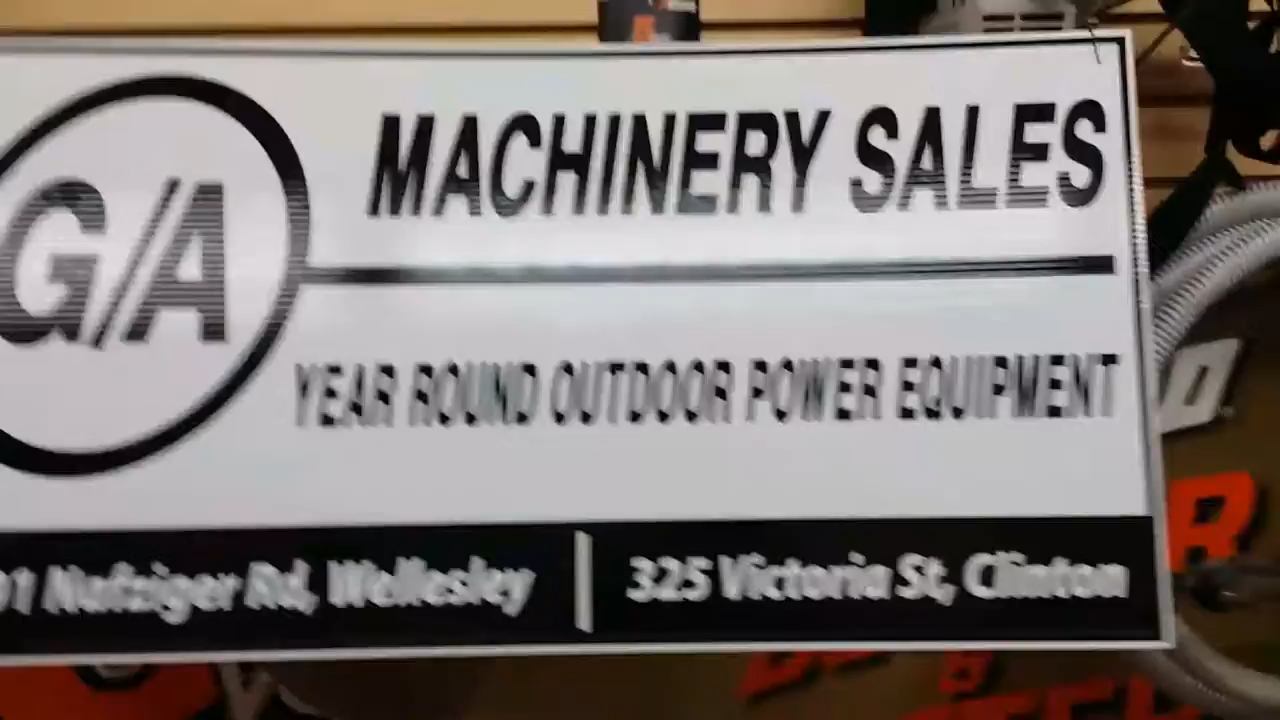 G/A
MACHINERY SALES
YEAR ROUND OUTDOOR POWER EQUIPMENT
Nafziger Rd, Wellesley | 325 Victoria St, Clinton